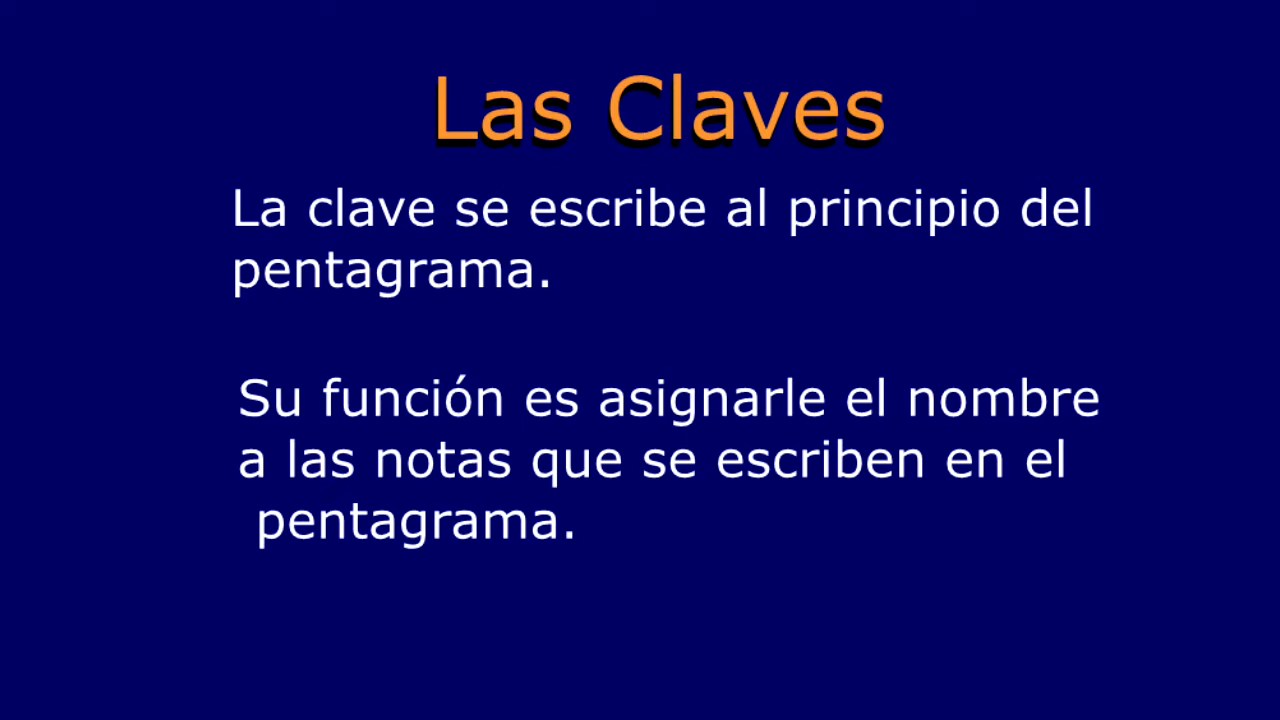 Las Claves
La clave se escribe al principio del
pentagrama.
Su función es asignarle el nombre
a las notas que se escriben en el
pentagrama.